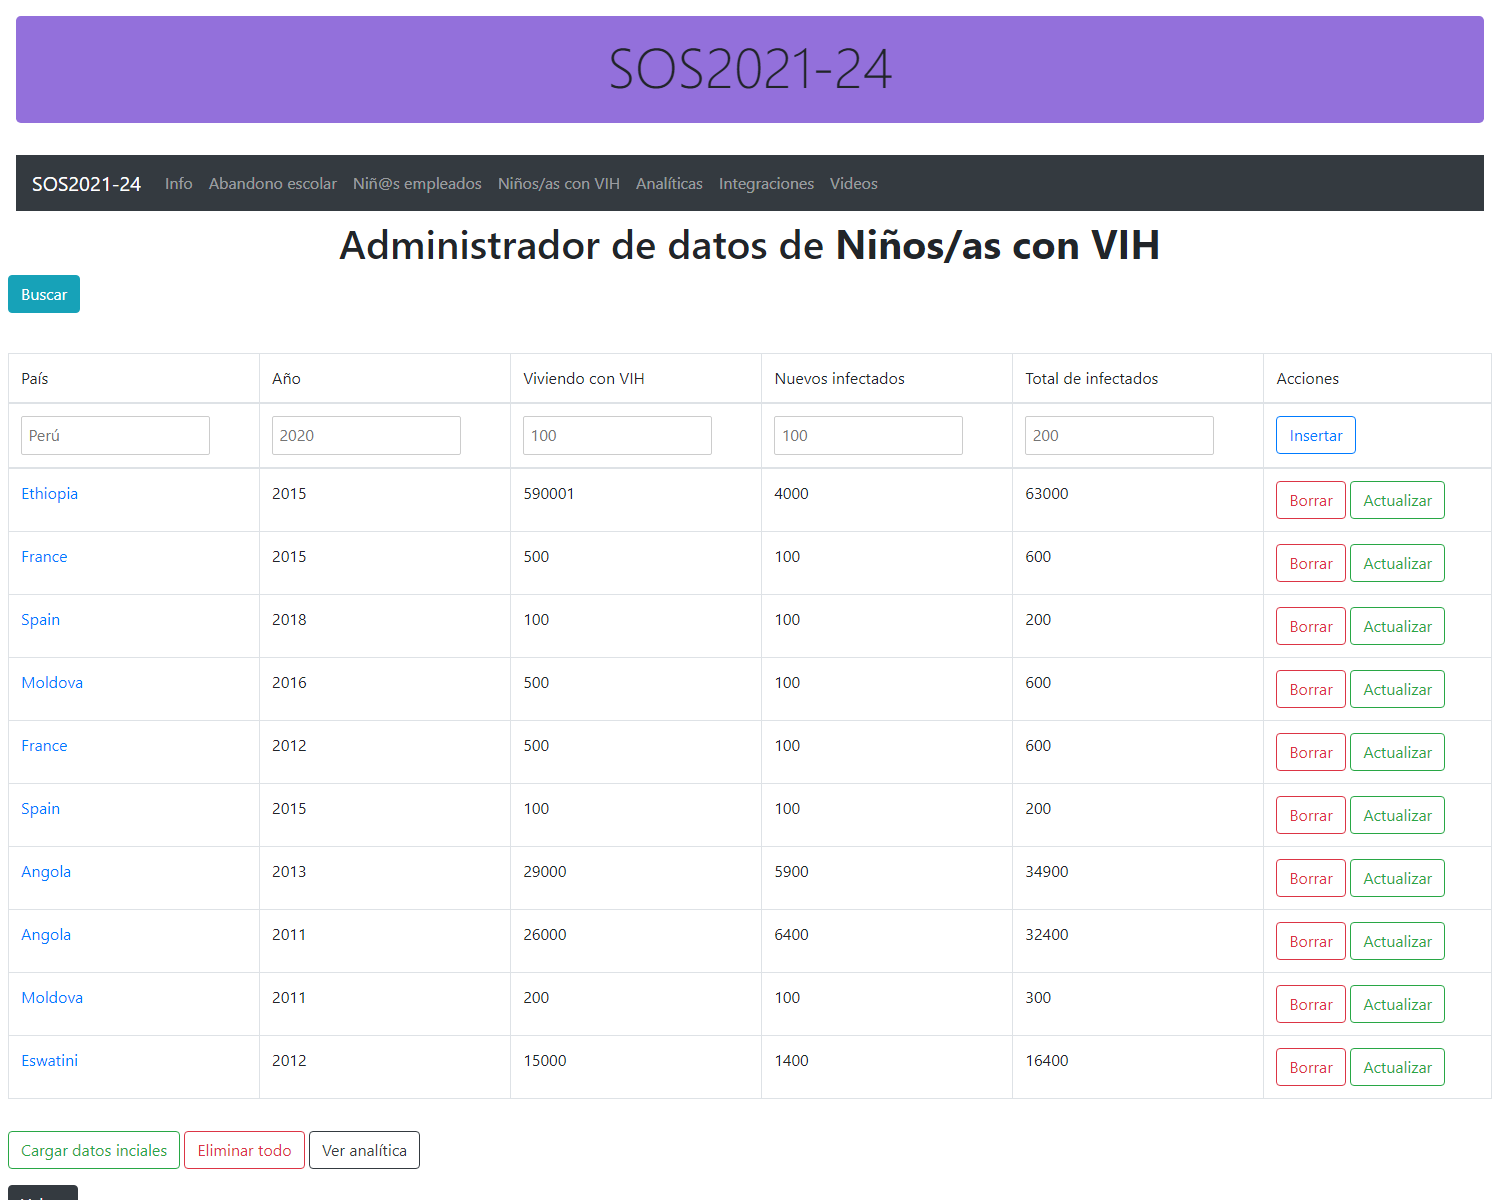 SOS2021-24
SOS2021-24 Info Abandono escolar Niñ@s empleados Niños/as con VIH Analíticas Integraciones Videos
Administrador de datos de Niños/as con VIH
Buscar
País Año Viviendo con VIH Nuevos infectados Total de infectados Acciones
Perú 2020 100 100 200 Insertar
Ethiopia 2015 590001 4000 63000 Borrar Actualizar
France 2015 500 100 600 Borrar Actualizar
Spain 2018 100 100 200 Borrar Actualizar
Moldova 2016 500 100 600 Borrar Actualizar
France 2012 500 100 600 Borrar Actualizar
Spain 2015 100 100 200 Borrar Actualizar
Angola 2013 29000 5900 34900 Borrar Actualizar
Angola 2011 26000 6400 32400 Borrar Actualizar
Moldova 2011 200 100 300 Borrar Actualizar
Eswatini 2012 15000 1400 16400 Borrar Actualizar
Cargar datos inciales Eliminar todo Ver analítica